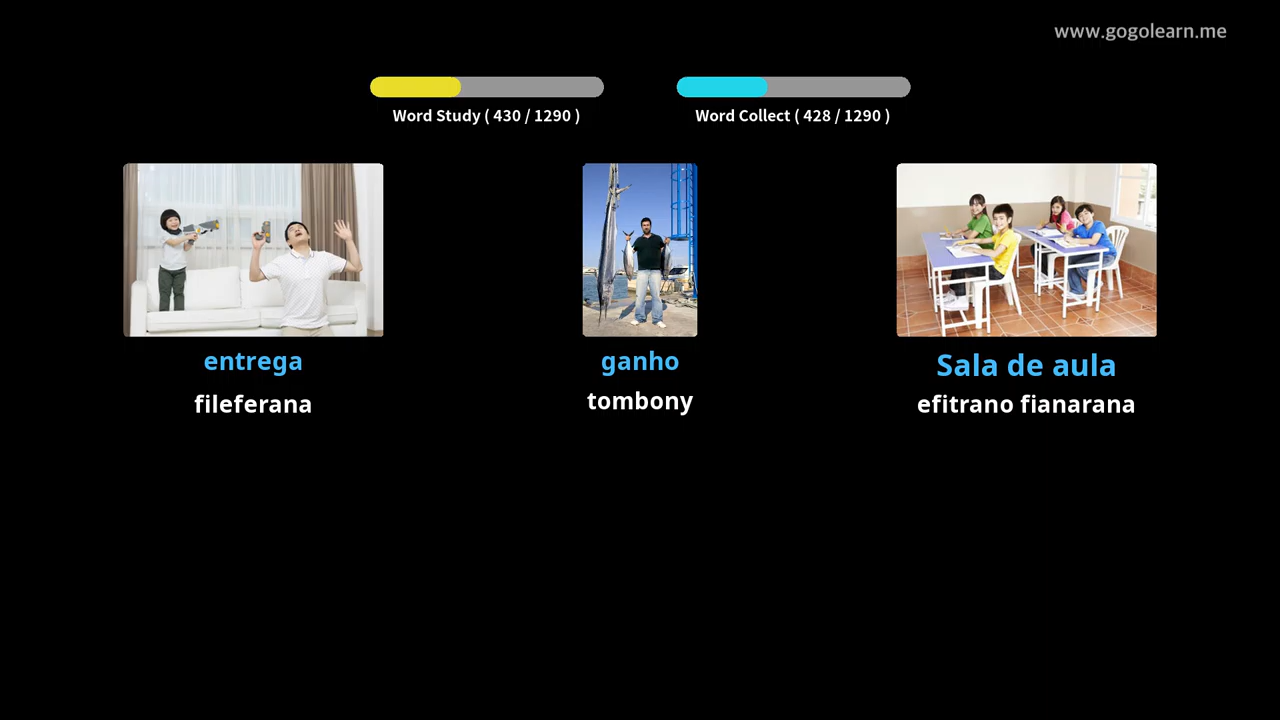 www.gogolearn.me
Word Study ( 430 / 1290 )
Word Collect ( 428 / 1290 )
entrega
fileferana
ganho
tombony
Sala de aula
efitrano fianarana